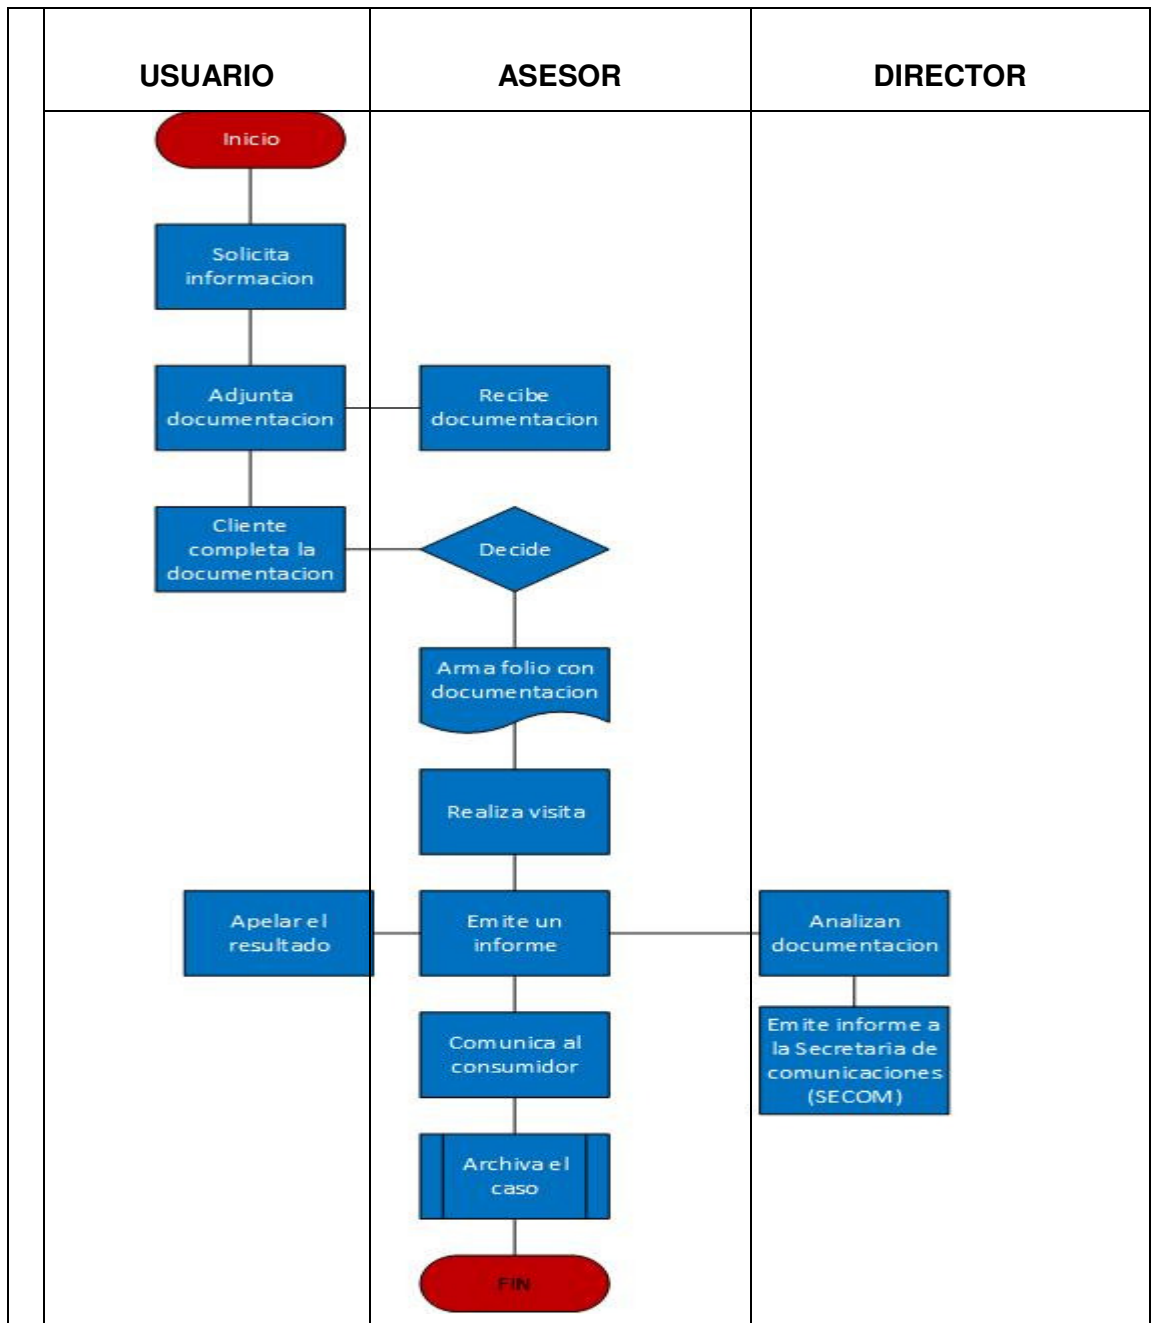 USUARIO
ASESOR
DIRECTOR
Inicio
Solicita
informacion
Adjunta
documentacion
Recibe
documentacion
Cliente
completa la
documentacion
Decide
Arma folio con
documentacion
Realiza visita
Apelar el
resultado
Emite un
informe
Analizan
documentacion
Emite informe a
la Secretaria de
comunicaciones
(SECOM)
Comunica al
consumidor
Archiva el
caso
FIN